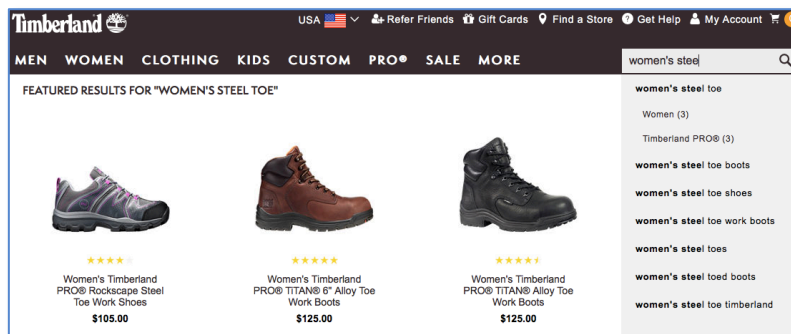 Timberland
USA Refer Friends Gift Cards Find a Store Get Help My Account
MEN WOMEN CLOTHING KIDS CUSTOM PRO® SALE MORE
women's stee
FEATURED RESULTS FOR "WOMEN'S STEEL TOE"
women's steel toe
Women (3)
Timberland PRO® (3)
women's steel toe boots
women's steel toe shoes
women's steel toe work boots
women's steel toes
women's steel toed boots
women's steel toe timberland
Women's Timberland
PRO® Rockscape Steel
Toe Work Shoes
$105.00
Women's Timberland
PRO® TiTAN® 6" Alloy Toe
Work Boots
$125.00
Women's Timberland
PRO® TiTAN® Alloy Toe
Work Boots
$125.00